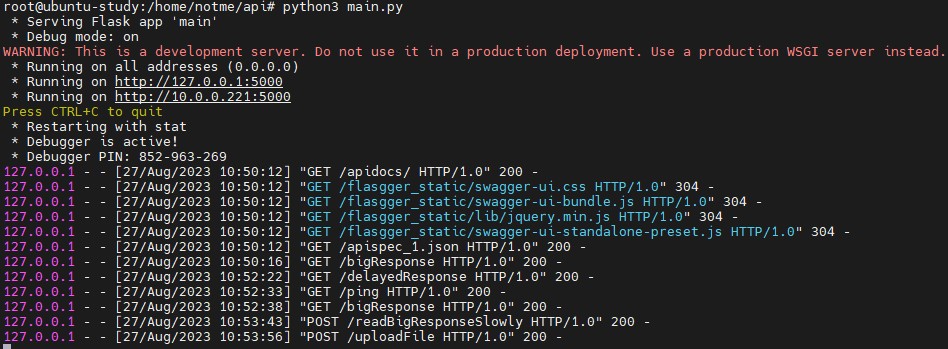 root@ubuntu-study:/home/notme/api# python3 main.py
 * Serving Flask app 'main'
 * Debug mode: on
WARNING: This is a development server. Do not use it in a production deployment. Use a production WSGI server instead.
 * Running on all addresses (0.0.0.0)
 * Running on http://127.0.0.1:5000
 * Running on http://10.0.0.221:5000
Press CTRL+C to quit
 * Restarting with stat
 * Debugger is active!
 * Debugger PIN: 852-963-269
127.0.0.1 - - [27/Aug/2023 10:50:12] "GET /apidocs/ HTTP/1.0" 200 -
127.0.0.1 - - [27/Aug/2023 10:50:12] "GET /flasgger_static/swagger-ui.css HTTP/1.0" 304 -
127.0.0.1 - - [27/Aug/2023 10:50:12] "GET /flasgger_static/swagger-ui-bundle.js HTTP/1.0" 304 -
127.0.0.1 - - [27/Aug/2023 10:50:12] "GET /flasgger_static/lib/jquery.min.js HTTP/1.0" 304 -
127.0.0.1 - - [27/Aug/2023 10:50:12] "GET /flasgger_static/swagger-ui-standalone-preset.js HTTP/1.0" 304 -
127.0.0.1 - - [27/Aug/2023 10:50:12] "GET /apispec_1.json HTTP/1.0" 200 -
127.0.0.1 - - [27/Aug/2023 10:50:16] "GET /bigResponse HTTP/1.0" 200 -
127.0.0.1 - - [27/Aug/2023 10:52:22] "GET /delayedResponse HTTP/1.0" 200 -
127.0.0.1 - - [27/Aug/2023 10:52:33] "GET /ping HTTP/1.0" 200 -
127.0.0.1 - - [27/Aug/2023 10:52:38] "GET /bigResponse HTTP/1.0" 200 -
127.0.0.1 - - [27/Aug/2023 10:53:43] "POST /readBigResponseSlowly HTTP/1.0" 200 -
127.0.0.1 - - [27/Aug/2023 10:53:56] "POST /uploadFile HTTP/1.0" 200 -